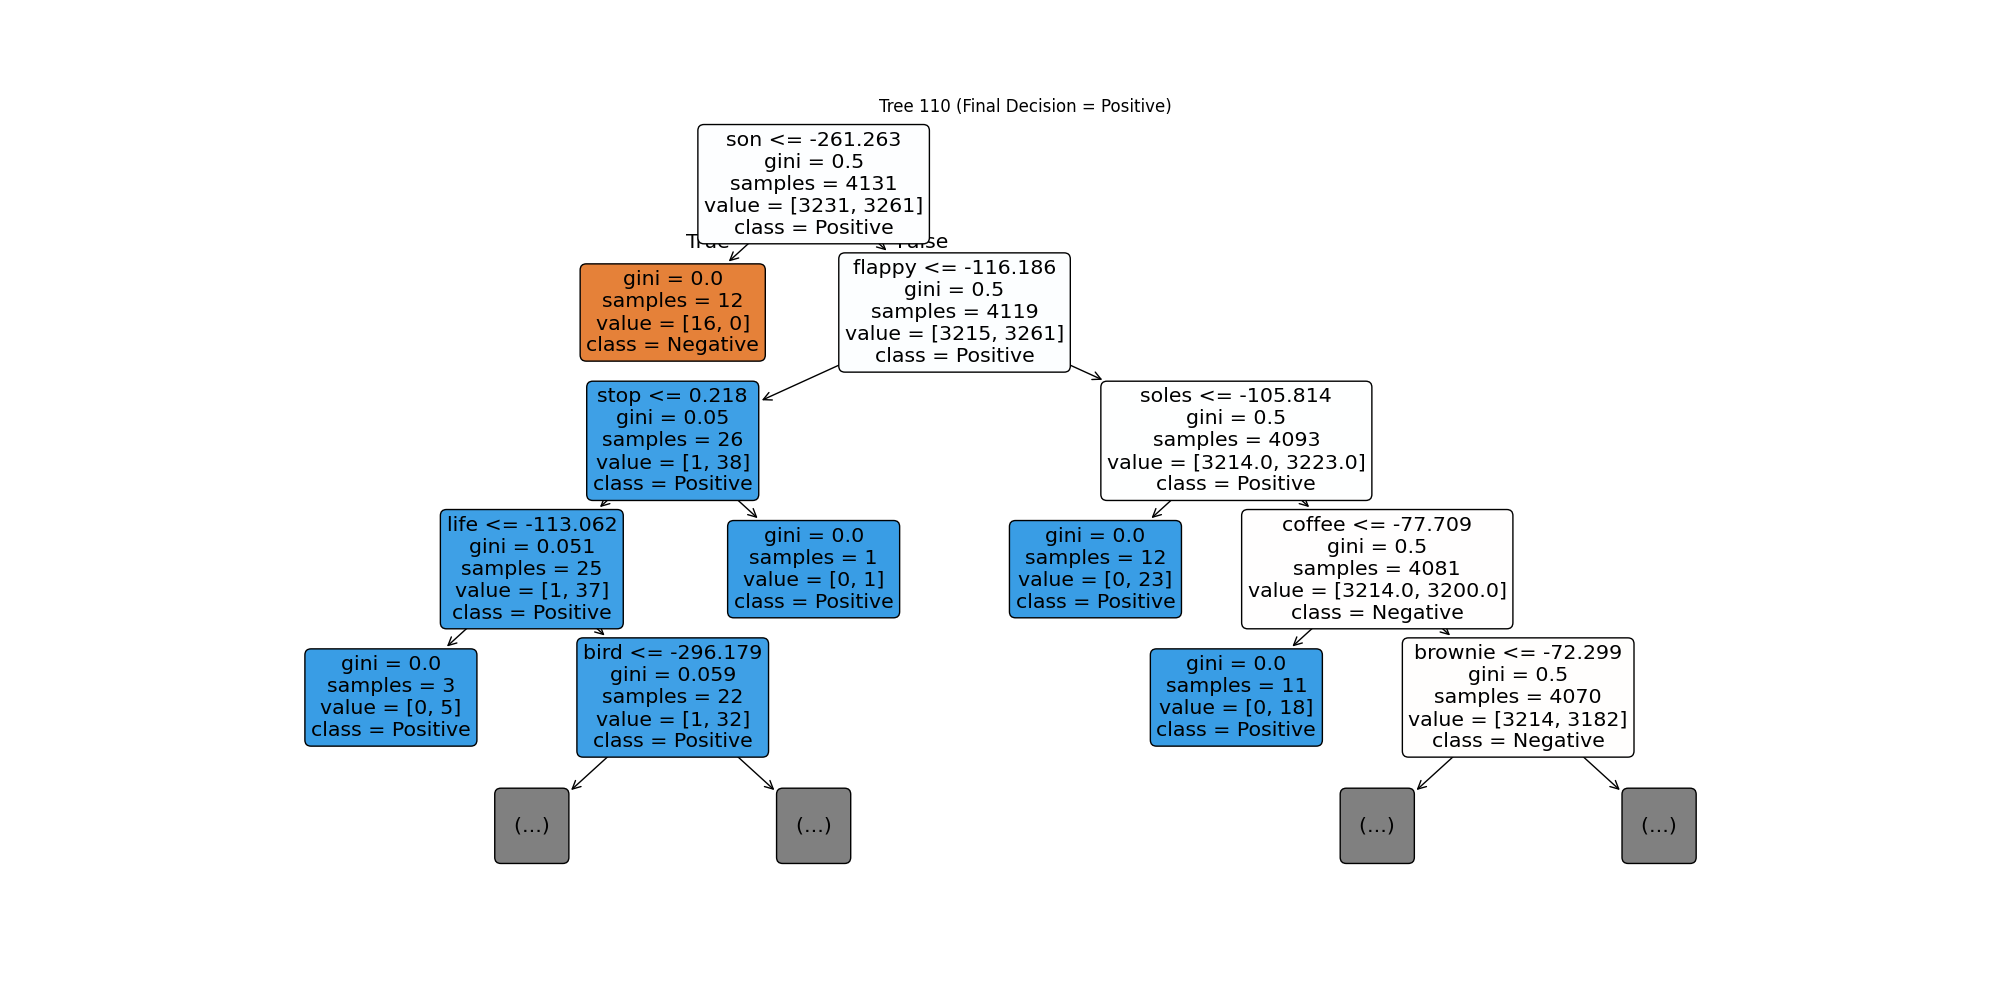 Tree 110 (Final Decision = Positive)
son <= -261.263
gini = 0.5
samples = 4131
value = [3231, 3261]
class = Positive
True
False
gini = 0.0
samples = 12
value = [16, 0]
class = Negative
flappy <= -116.186
gini = 0.5
samples = 4119
value = [3215, 3261]
class = Positive
stop <= 0.218
gini = 0.05
samples = 26
value = [1, 38]
class = Positive
soles <= -105.814
gini = 0.5
samples = 4093
value = [3214.0, 3223.0]
class = Positive
life <= -113.062
gini = 0.051
samples = 25
value = [1, 37]
class = Positive
gini = 0.0
samples = 1
value = [0, 1]
class = Positive
gini = 0.0
samples = 12
value = [0, 23]
class = Positive
coffee <= -77.709
gini = 0.5
samples = 4081
value = [3214.0, 3200.0]
class = Negative
gini = 0.0
samples = 3
value = [0, 5]
class = Positive
bird <= -296.179
gini = 0.059
samples = 22
value = [1, 32]
class = Positive
gini = 0.0
samples = 11
value = [0, 18]
class = Positive
brownie <= -72.299
gini = 0.5
samples = 4070
value = [3214, 3182]
class = Negative
(...)
(...)
(...)
(...)